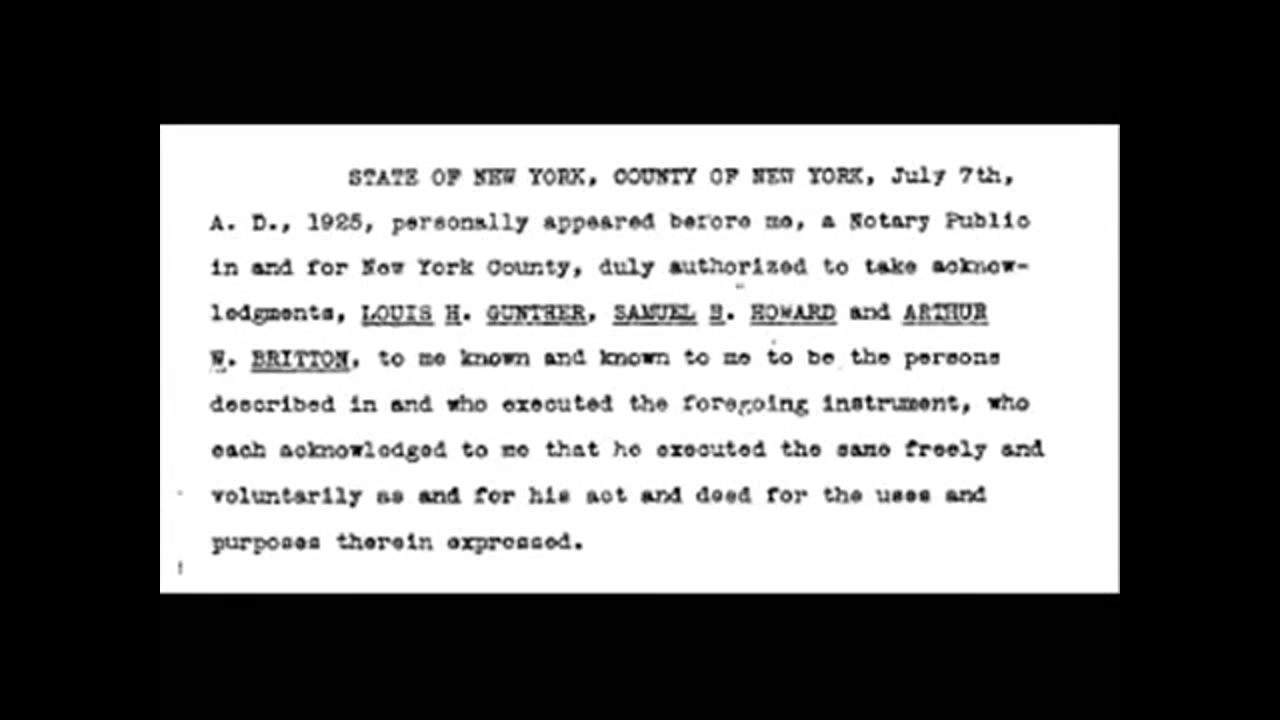 STATE OF NEW YORK, COUNTY OF NEW YORK, July 7th,
A. D., 1925, personally appeared before me, a Notary Public
in and for New York County, duly authorized to take acknow-
ledgments, LOUIS H. GUNTHER, SAMUEL B. HOWARD and ARTHUR
W. BRITTON, to me known and known to me to be the persons
described in and who executed the foregoing instrument, who
each acknowledged to me that he executed the same freely and
voluntarily as and for his act and deed for the uses and
purposes therein expressed.